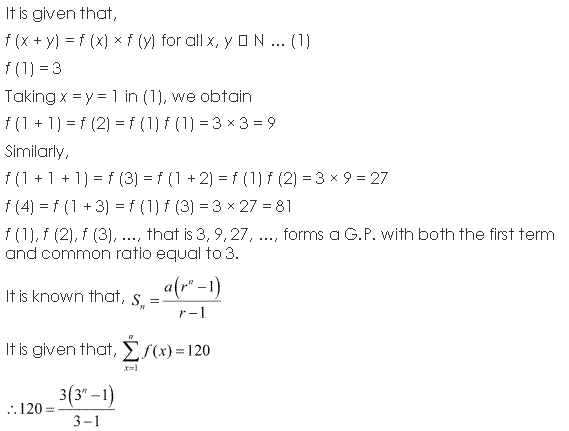 It is given that,
f (x + y) = f (x) × f (y) for all x, y □ N ... (1)
f (1) = 3
Taking x = y = 1 in (1), we obtain
f (1 + 1) = f (2) = f (1) f (1) = 3 × 3 = 9
Similarly,
f (1 + 1 + 1) = f (3) = f (1 + 2) = f (1) f (2) = 3 × 9 = 27
f (4) = f (1 + 3) = f (1) f (3) = 3 × 27 = 81
f (1), f (2), f (3), ..., that is 3, 9, 27, ..., forms a G.P. with both the first term
and common ratio equal to 3.
It is known that, Sₙ = a(rⁿ −1) / r−1
It is given that, ∑ₓ₌₁ⁿ f(x) = 120
∴120 = 3(3ⁿ −1) / 3−1